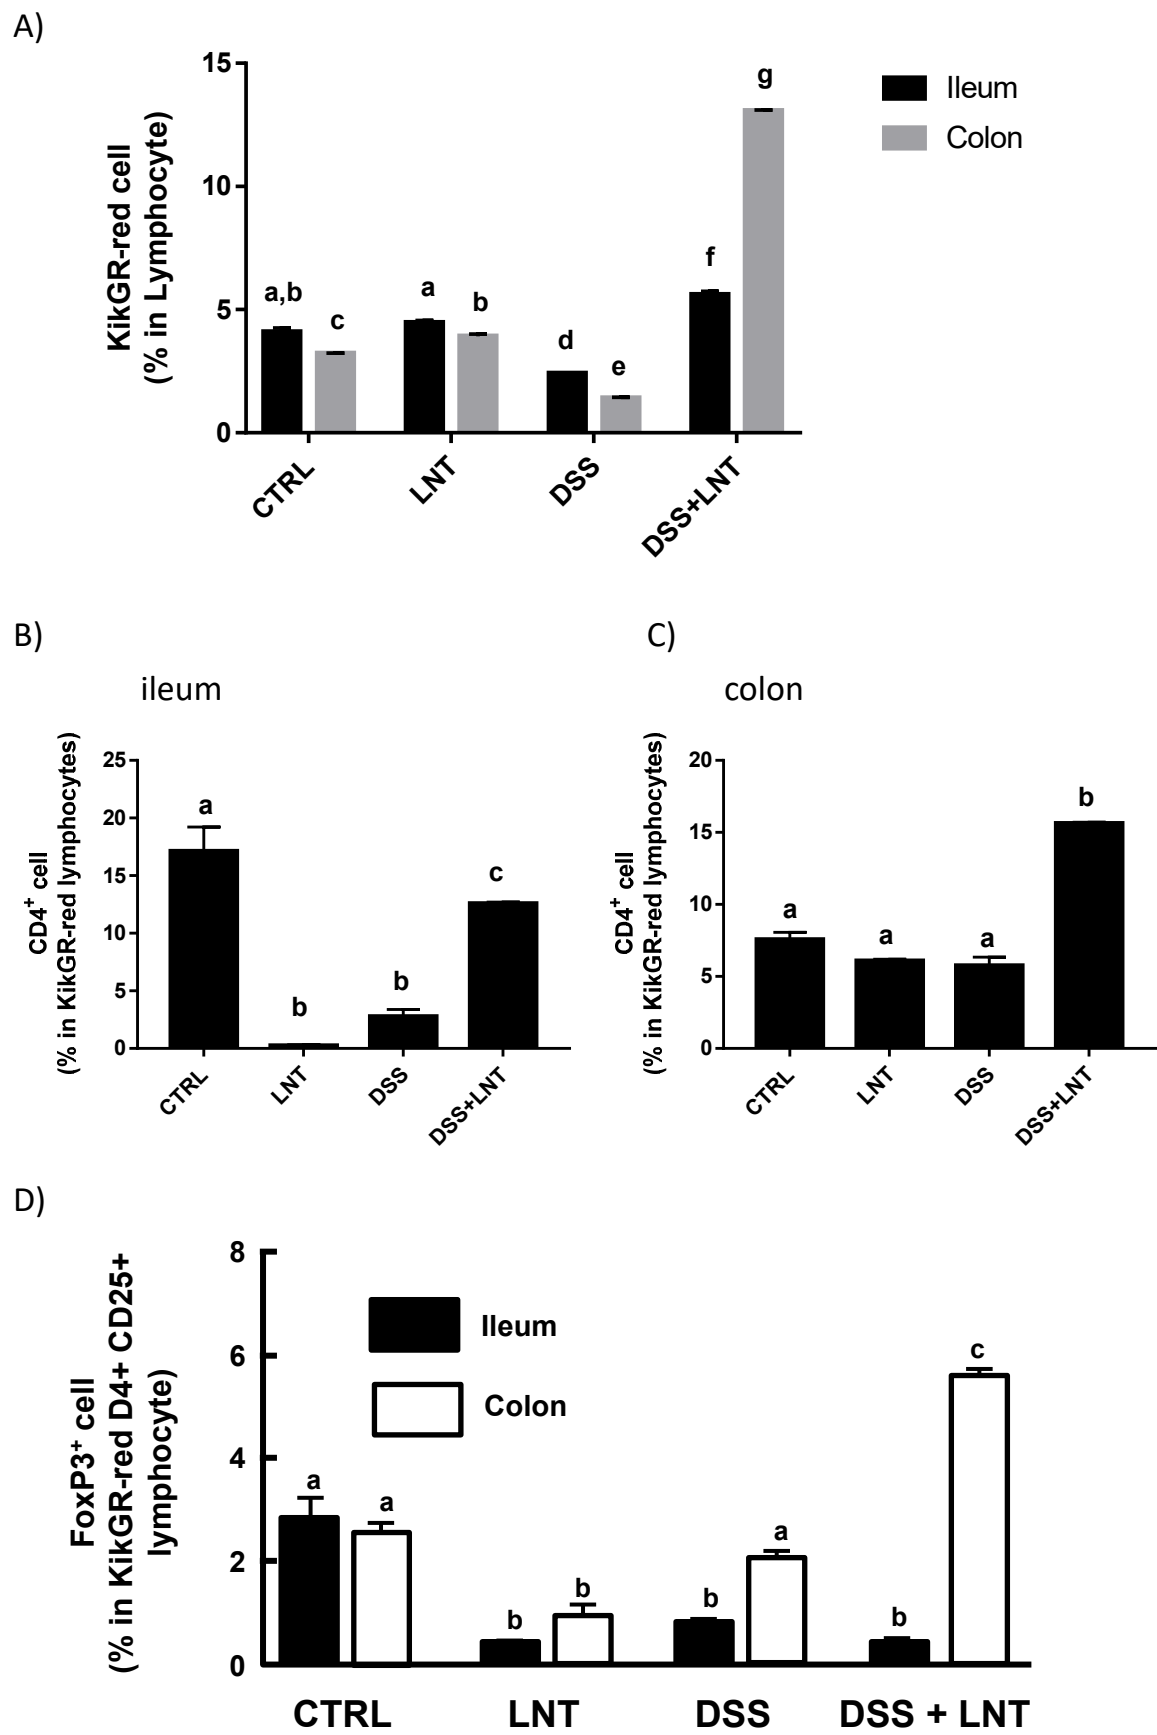 A)
KikGR-red cell
(% in Lymphocyte)
15
10
5
0
a,b
c
a
b
d
e
f
g
Ileum
Colon
CTRL
LNT
DSS
DSS+LNT
B)
ileum
CD4+ cell
(% in KikGR-red lymphocytes)
25
20
15
10
5
0
a
b
b
c
CTRL
LNT
DSS
DSS+LNT
C)
colon
CD4+ cell
(% in KikGR-red lymphocytes)
20
15
10
5
0
a
a
a
b
CTRL
LNT
DSS
DSS+LNT
D)
FoxP3+ cell
(% in KikGR-red D4+ CD25+
lymphocyte)
8
6
4
2
0
Ileum
Colon
a
a
b
b
b
a
b
c
CTRL
LNT
DSS
DSS + LNT